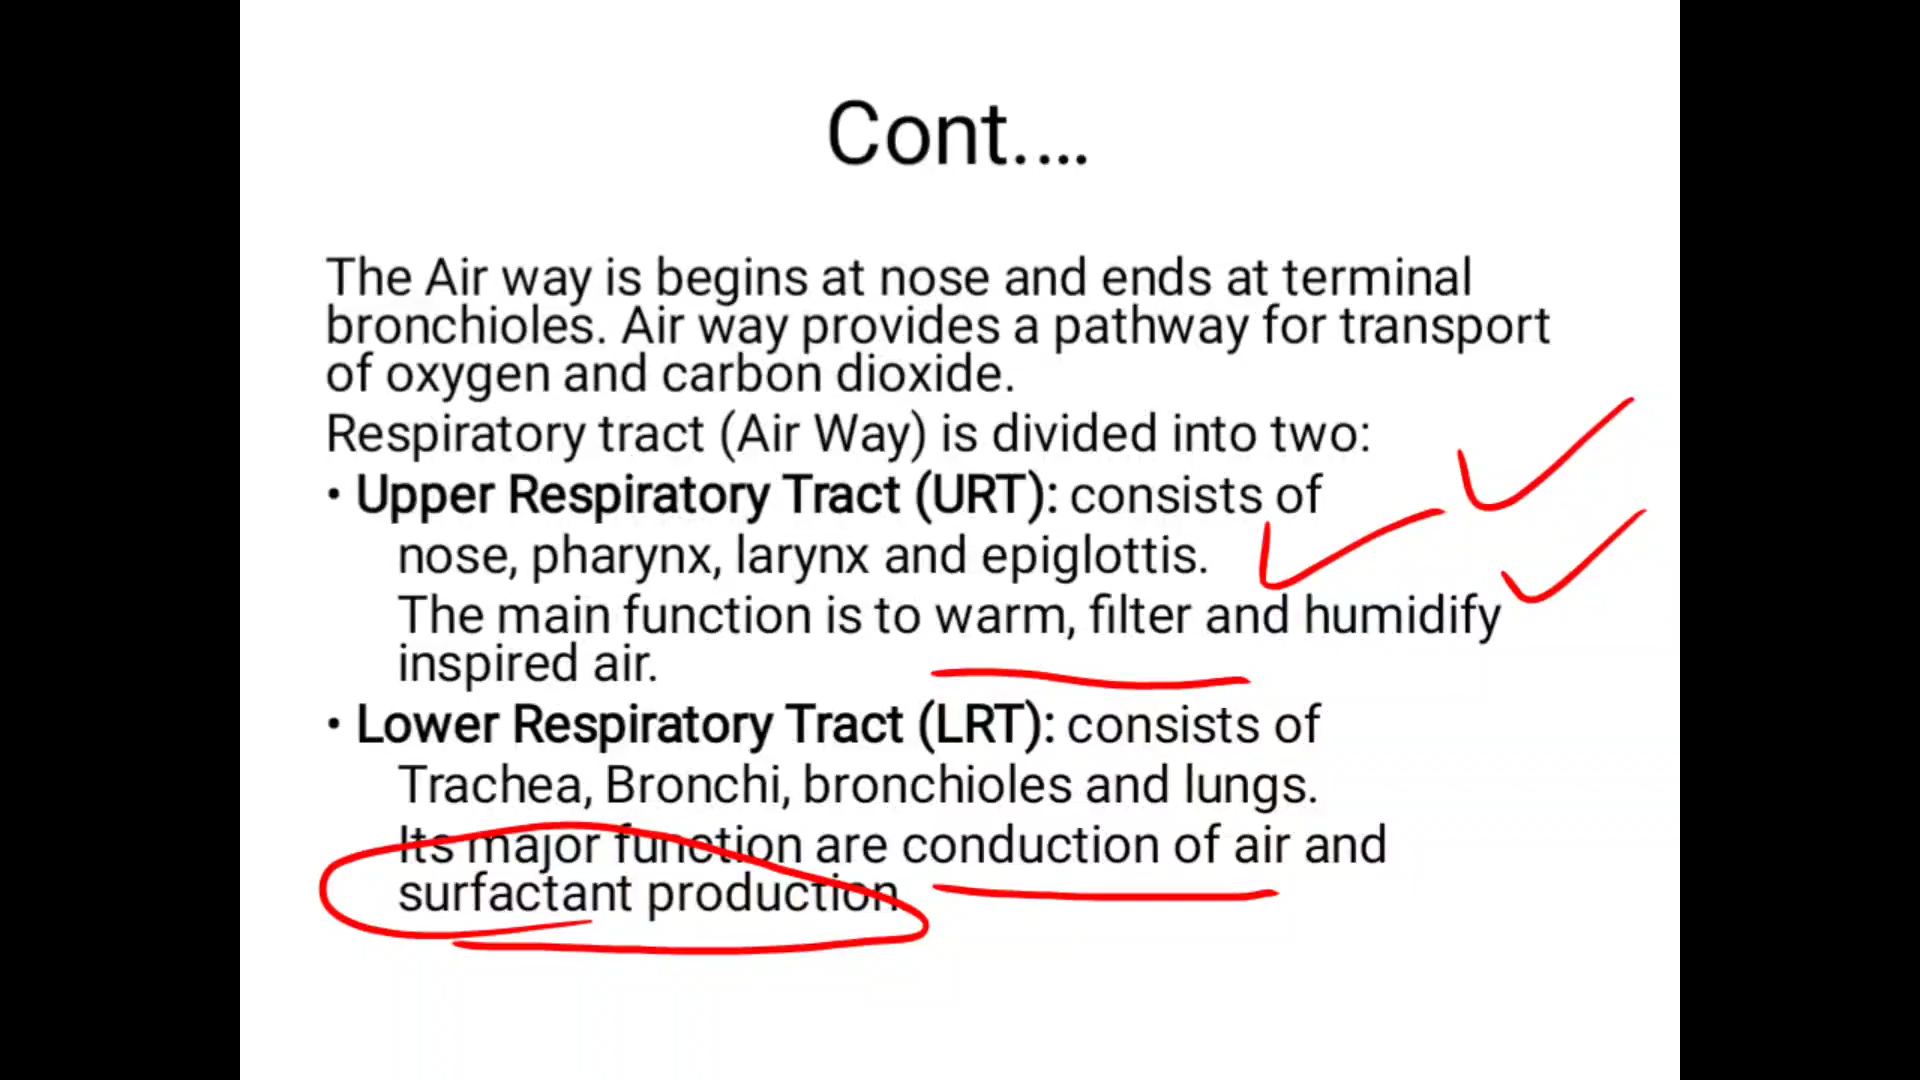 Cont.…
The Air way is begins at nose and ends at terminal
bronchioles. Air way provides a pathway for transport
of oxygen and carbon dioxide.
Respiratory tract (Air Way) is divided into two:
• Upper Respiratory Tract (URT): consists of
nose, pharynx, larynx and epiglottis.
The main function is to warm, filter and humidify
inspired air.
• Lower Respiratory Tract (LRT): consists of
Trachea, Bronchi, bronchioles and lungs.
Its major function are conduction of air and
surfactant production